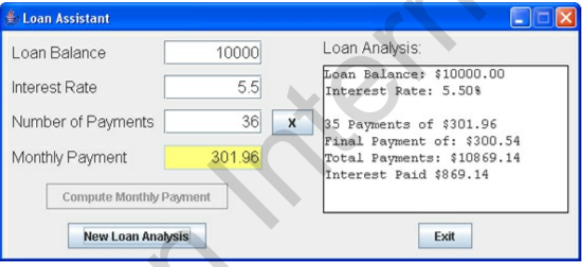 Loan Assistant
Loan Balance 10000
Interest Rate 5.5
Number of Payments 36 X
Monthly Payment 301.96
Compute Monthly Payment
New Loan Analysis
Loan Analysis:
Loan Balance: $10000.00
Interest Rate: 5.50%
35 Payments of $301.96
Final Payment of: $300.54
Total Payments: $10869.14
Interest Paid $869.14
Exit